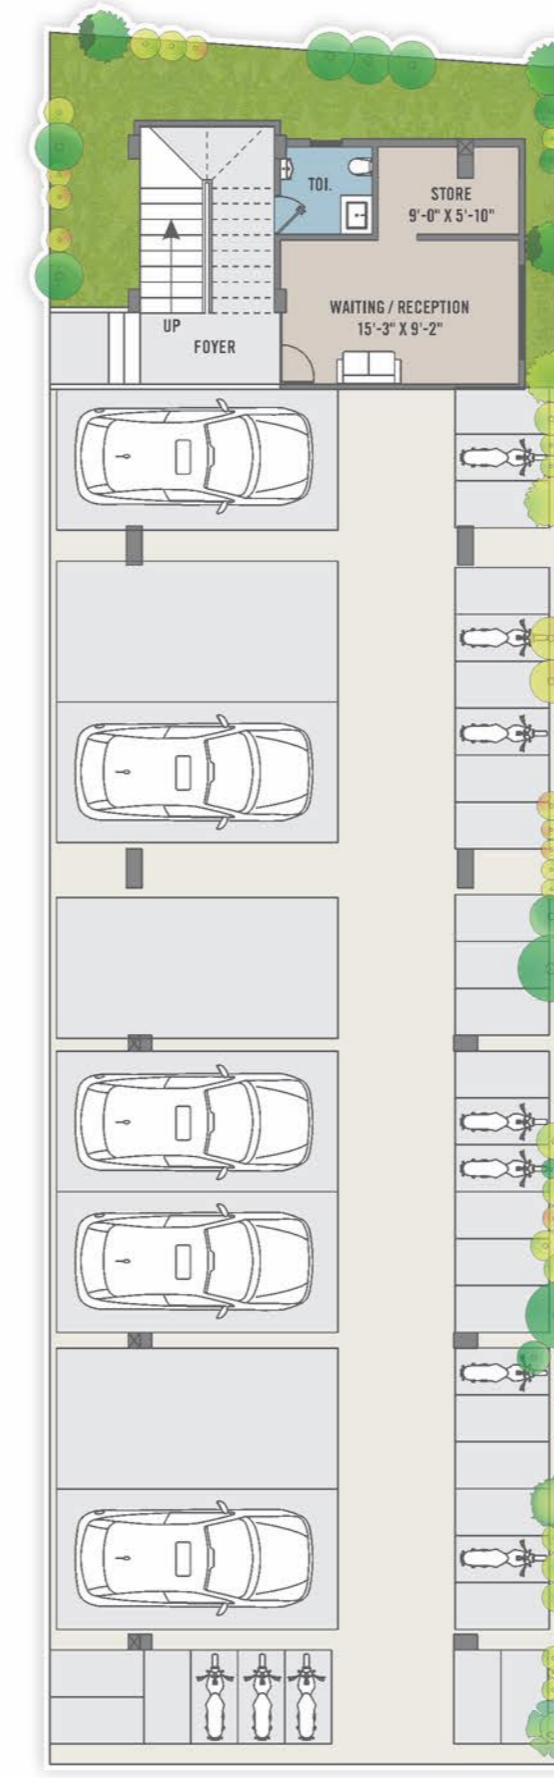 TOI.
STORE
9'-0" X 5'-10"
WAITING / RECEPTION
15'-3" X 9'-2"
UP
FOYER